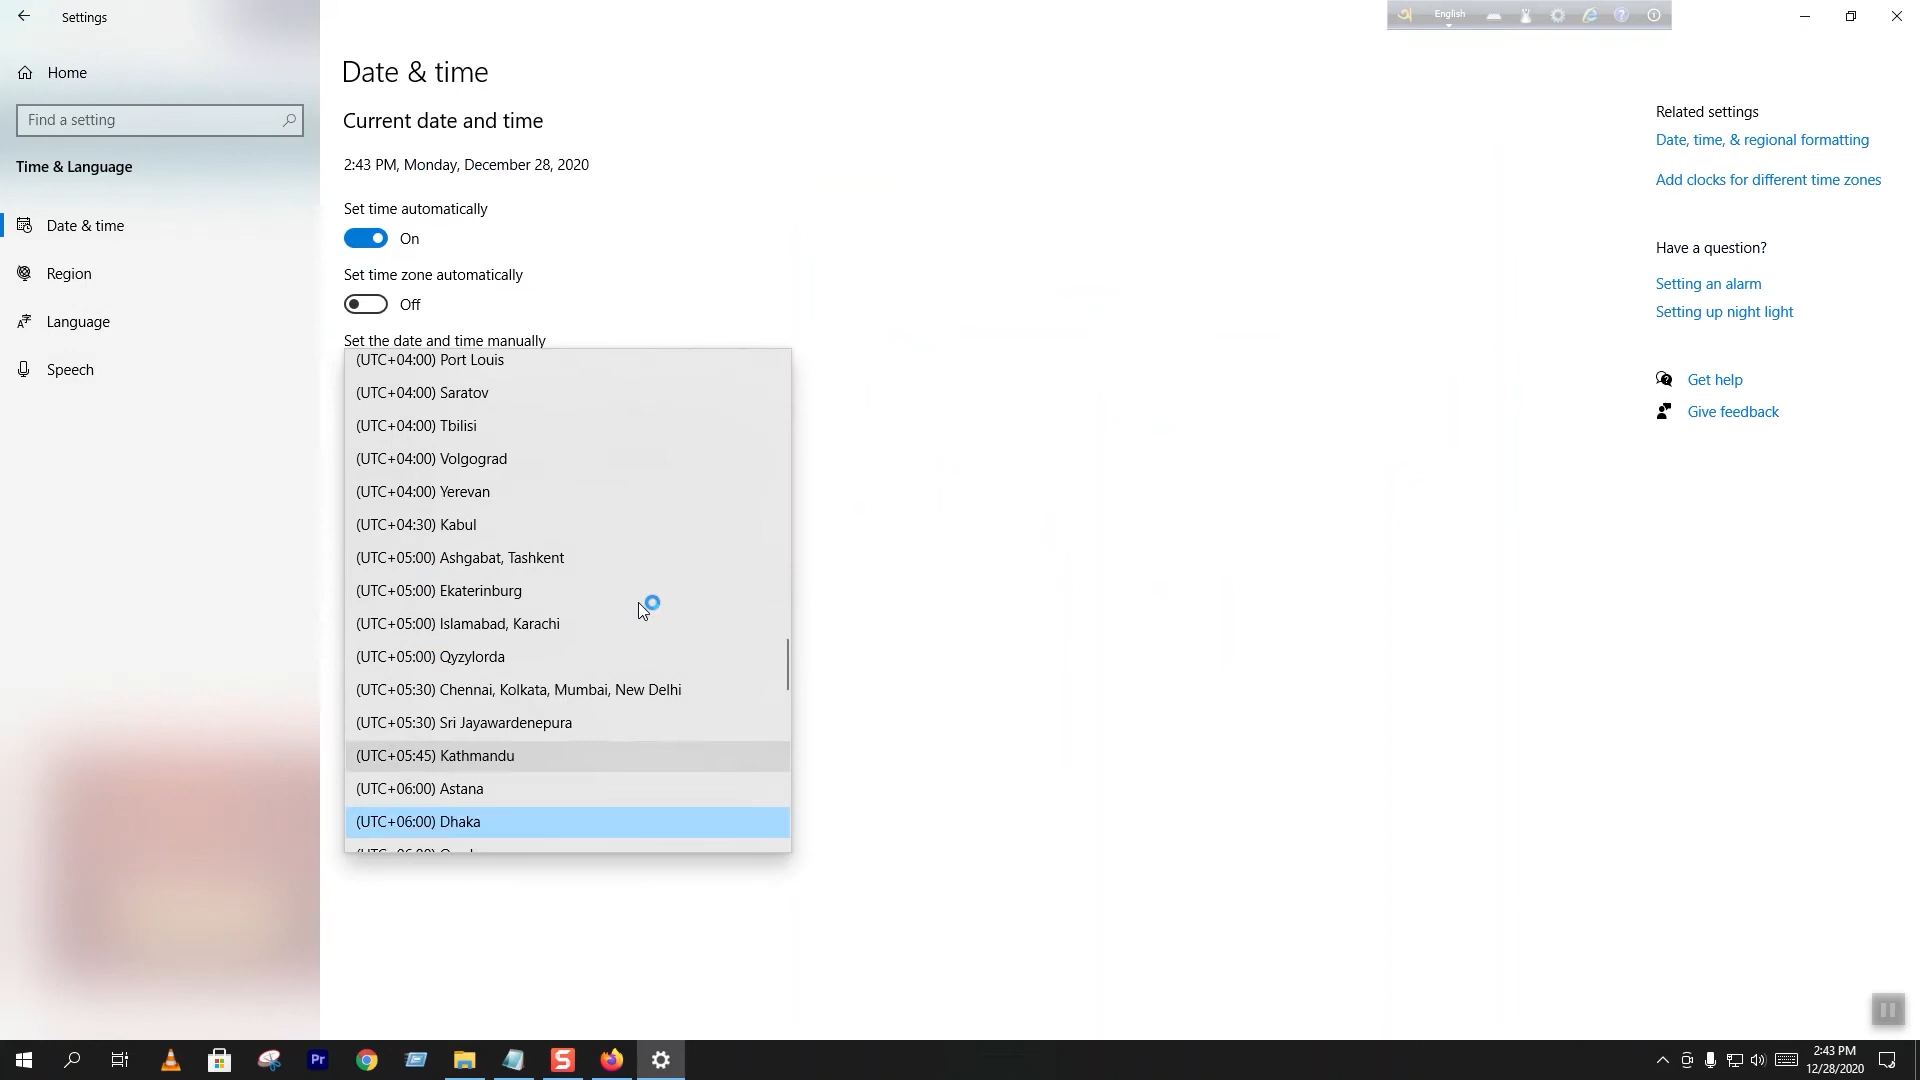 Settings
English
Home
Find a setting
Time & Language
Date & time
Region
Language
Speech
Date & time
Current date and time
2:43 PM, Monday, December 28, 2020
Set time automatically
On
Set time zone automatically
Off
Set the date and time manually
(UTC+04:00) Port Louis
(UTC+04:00) Saratov
(UTC+04:00) Tbilisi
(UTC+04:00) Volgograd
(UTC+04:00) Yerevan
(UTC+04:30) Kabul
(UTC+05:00) Ashgabat, Tashkent
(UTC+05:00) Ekaterinburg
(UTC+05:00) Islamabad, Karachi
(UTC+05:00) Qyzylorda
(UTC+05:30) Chennai, Kolkata, Mumbai, New Delhi
(UTC+05:30) Sri Jayawardenepura
(UTC+05:45) Kathmandu
(UTC+06:00) Astana
(UTC+06:00) Dhaka
Related settings
Date, time, & regional formatting
Add clocks for different time zones
Have a question?
Setting an alarm
Setting up night light
Get help
Give feedback
Pr
2:43 PM
12/28/2020